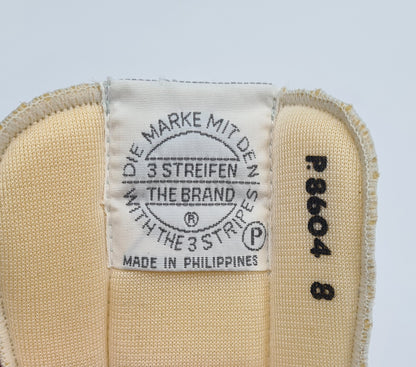 DIE MARKE MIT DEN
3 STREIFEN
THE BRAND
®
WITH THE 3 STRIPES
P
MADE IN PHILIPPINES
P.8604 8